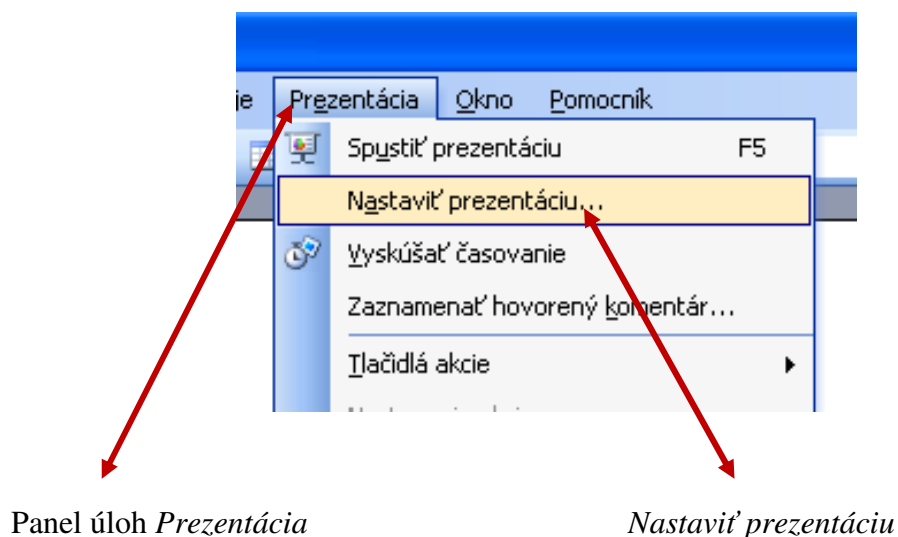 je Prezentácia Okno Pomocník
Spustiť prezentáciu F5
Nastaviť prezentáciu...
Vyskúšať časovanie
Zaznamenať hovorený komentár...
Tlačidlá akcie
Panel úloh Prezentácia Nastaviť prezentáciu